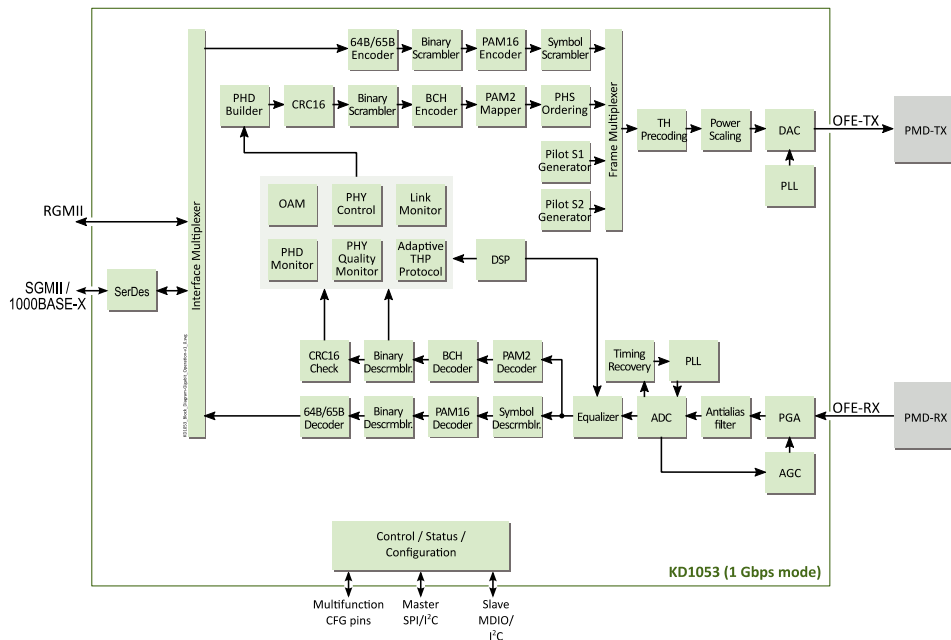 64B/65B
Encoder
Binary
Scrambler
PAM16
Encoder
Symbol
Scrambler
PHD
Builder
CRC16
Binary
Scrambler
BCH
Encoder
PAM2
Mapper
PHS
Ordering
Pilot S1
Generator
Pilot S2
Generator
Frame Multiplexer
TH
Precoding
Power
Scaling
DAC
PLL
OFE-TX
PMD-TX
RGMII
SGMII /
1000BASE-X
SerDes
Interface Multiplexer
OAM
PHY
Control
Link
Monitor
PHD
Monitor
PHY
Quality
Monitor
Adaptive
THP
Protocol
DSP
CRC16
Check
Binary
Descrmblr.
BCH
Decoder
PAM2
Decoder
Timing
Recovery
PLL
64B/65B
Decoder
Binary
Descrmblr.
PAM16
Decoder
Symbol
Descrmblr.
Equalizer
ADC
Antialias
filter
PGA
AGC
OFE-RX
PMD-RX
Control / Status /
Configuration
KD1053 (1 Gbps mode)
Multifunction
CFG pins
Master
SPI/I²C
Slave
MDIO/
I²C